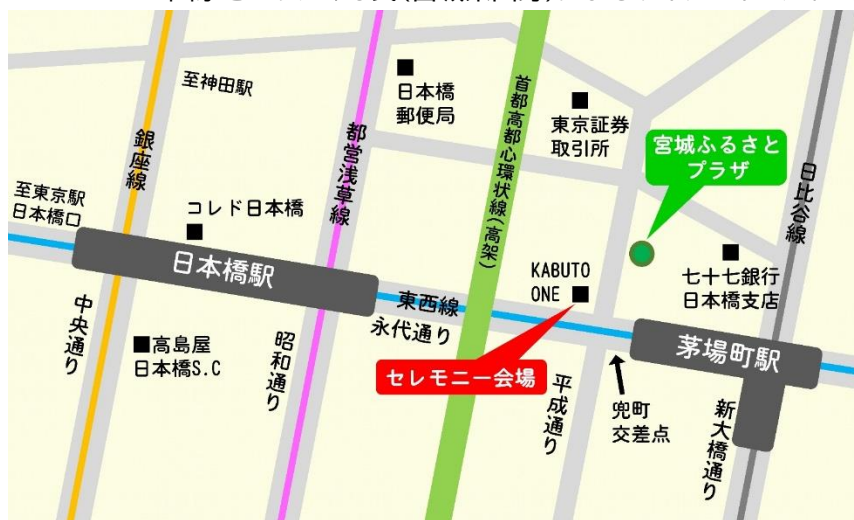 至神田駅
日本橋
郵便局
首都高都心環状線(高架)
東京証券
取引所
宮城ふるさと
プラザ
銀座線
都営浅草線
日比谷線
至東京駅
日本橋口
コレド日本橋
日本橋駅
KABUTO
ONE
七十七銀行
日本橋支店
東西線
永代通り
中央通り
高島屋
日本橋S.C
昭和通り
セレモニー会場
平成通り
兜町
交差点
茅場町駅
新大橋通り